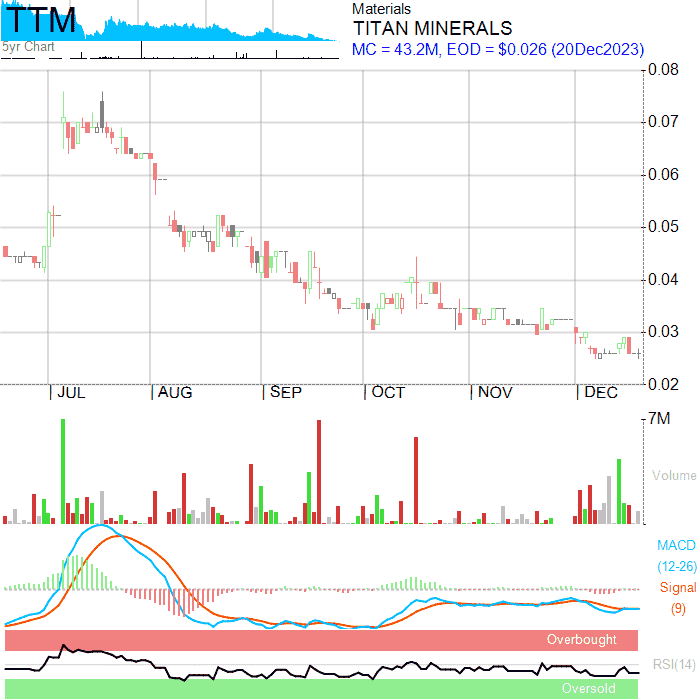 TTM
5yr Chart
Materials
TITAN MINERALS
MC = 43.2M, EOD = $0.026 (20Dec2023)
0.08
0.07
0.06
0.05
0.04
0.03
0.02
JUL AUG SEP OCT NOV DEC
7M
Volume
MACD
(12-26)
Signal
(9)
Overbought
RSI(14)
Oversold